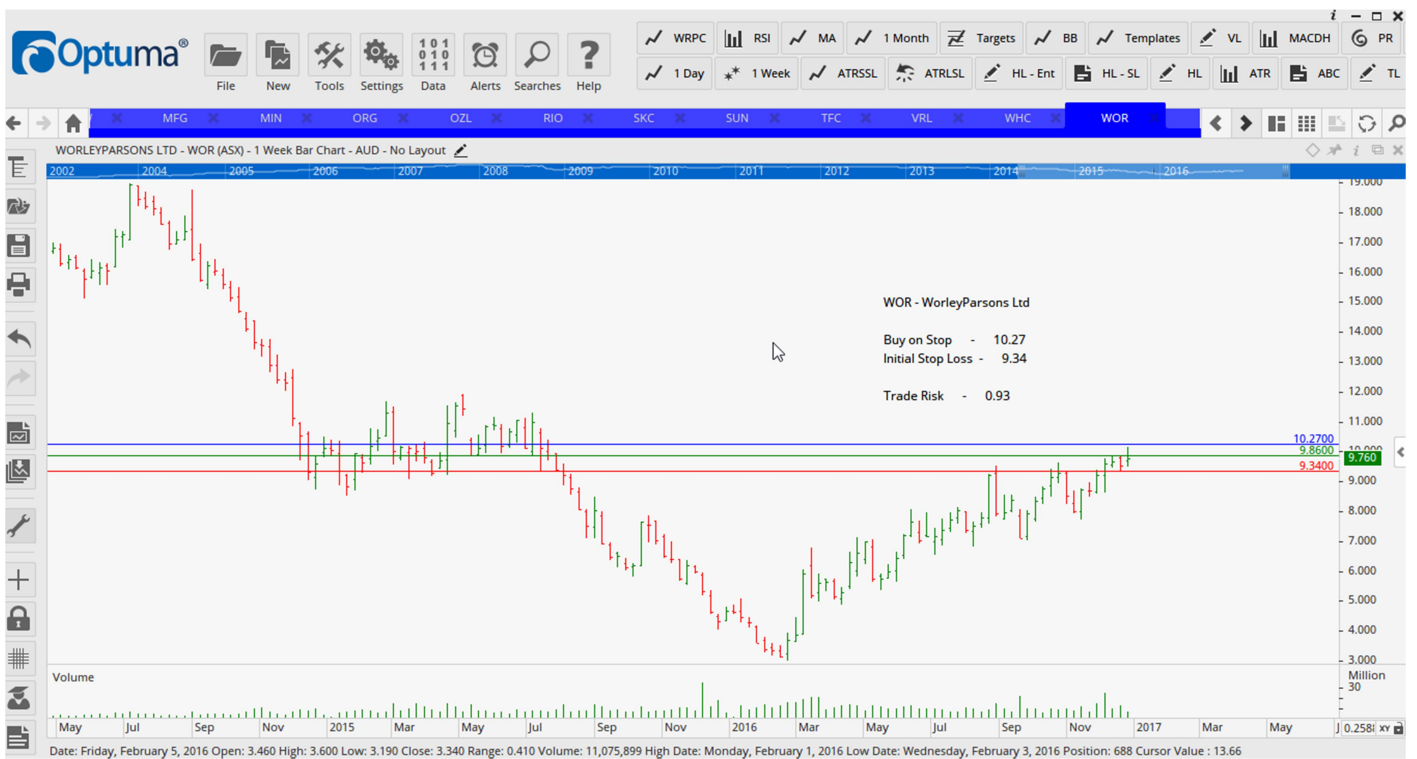 Optuma®
File New Tools Settings Data Alerts Searches Help
WRPC RSI MA 1 Month Targets BB Templates VL MACDH PR
1 Day 1 Week ATRSSL ATRLSL HL - Ent HL - SL HL ATR ABC TL
MFG MIN ORG OZL RIO SKC SUN TFC VRL WHC WOR
WORLEYPARSONS LTD - WOR (ASX) - 1 Week Bar Chart - AUD - No Layout
2002 2004 2005 2006 2007 2008 2009 2010 2011 2012 2013 2014 2015 2016
19.000
18.000
17.000
16.000
WOR - WorleyParsons Ltd
15.000
Buy on Stop - 10.27
14.000
Initial Stop Loss - 9.34
13.000
Trade Risk - 0.93
12.000
11.000
10.2700
9.8600
9.760
9.3400
9.000
8.000
7.000
6.000
5.000
4.000
3.000
Volume
Million
30
May Jul Sep Nov 2015 Mar May Jul Sep Nov 2016 Mar May Jul Sep Nov 2017 Mar May
XY
Date: Friday, February 5, 2016 Open: 3.460 High: 3.600 Low: 3.190 Close: 3.340 Range: 0.410 Volume: 11,075,899 High Date: Monday, February 1, 2016 Low Date: Wednesday, February 3, 2016 Position: 688 Cursor Value : 13.66